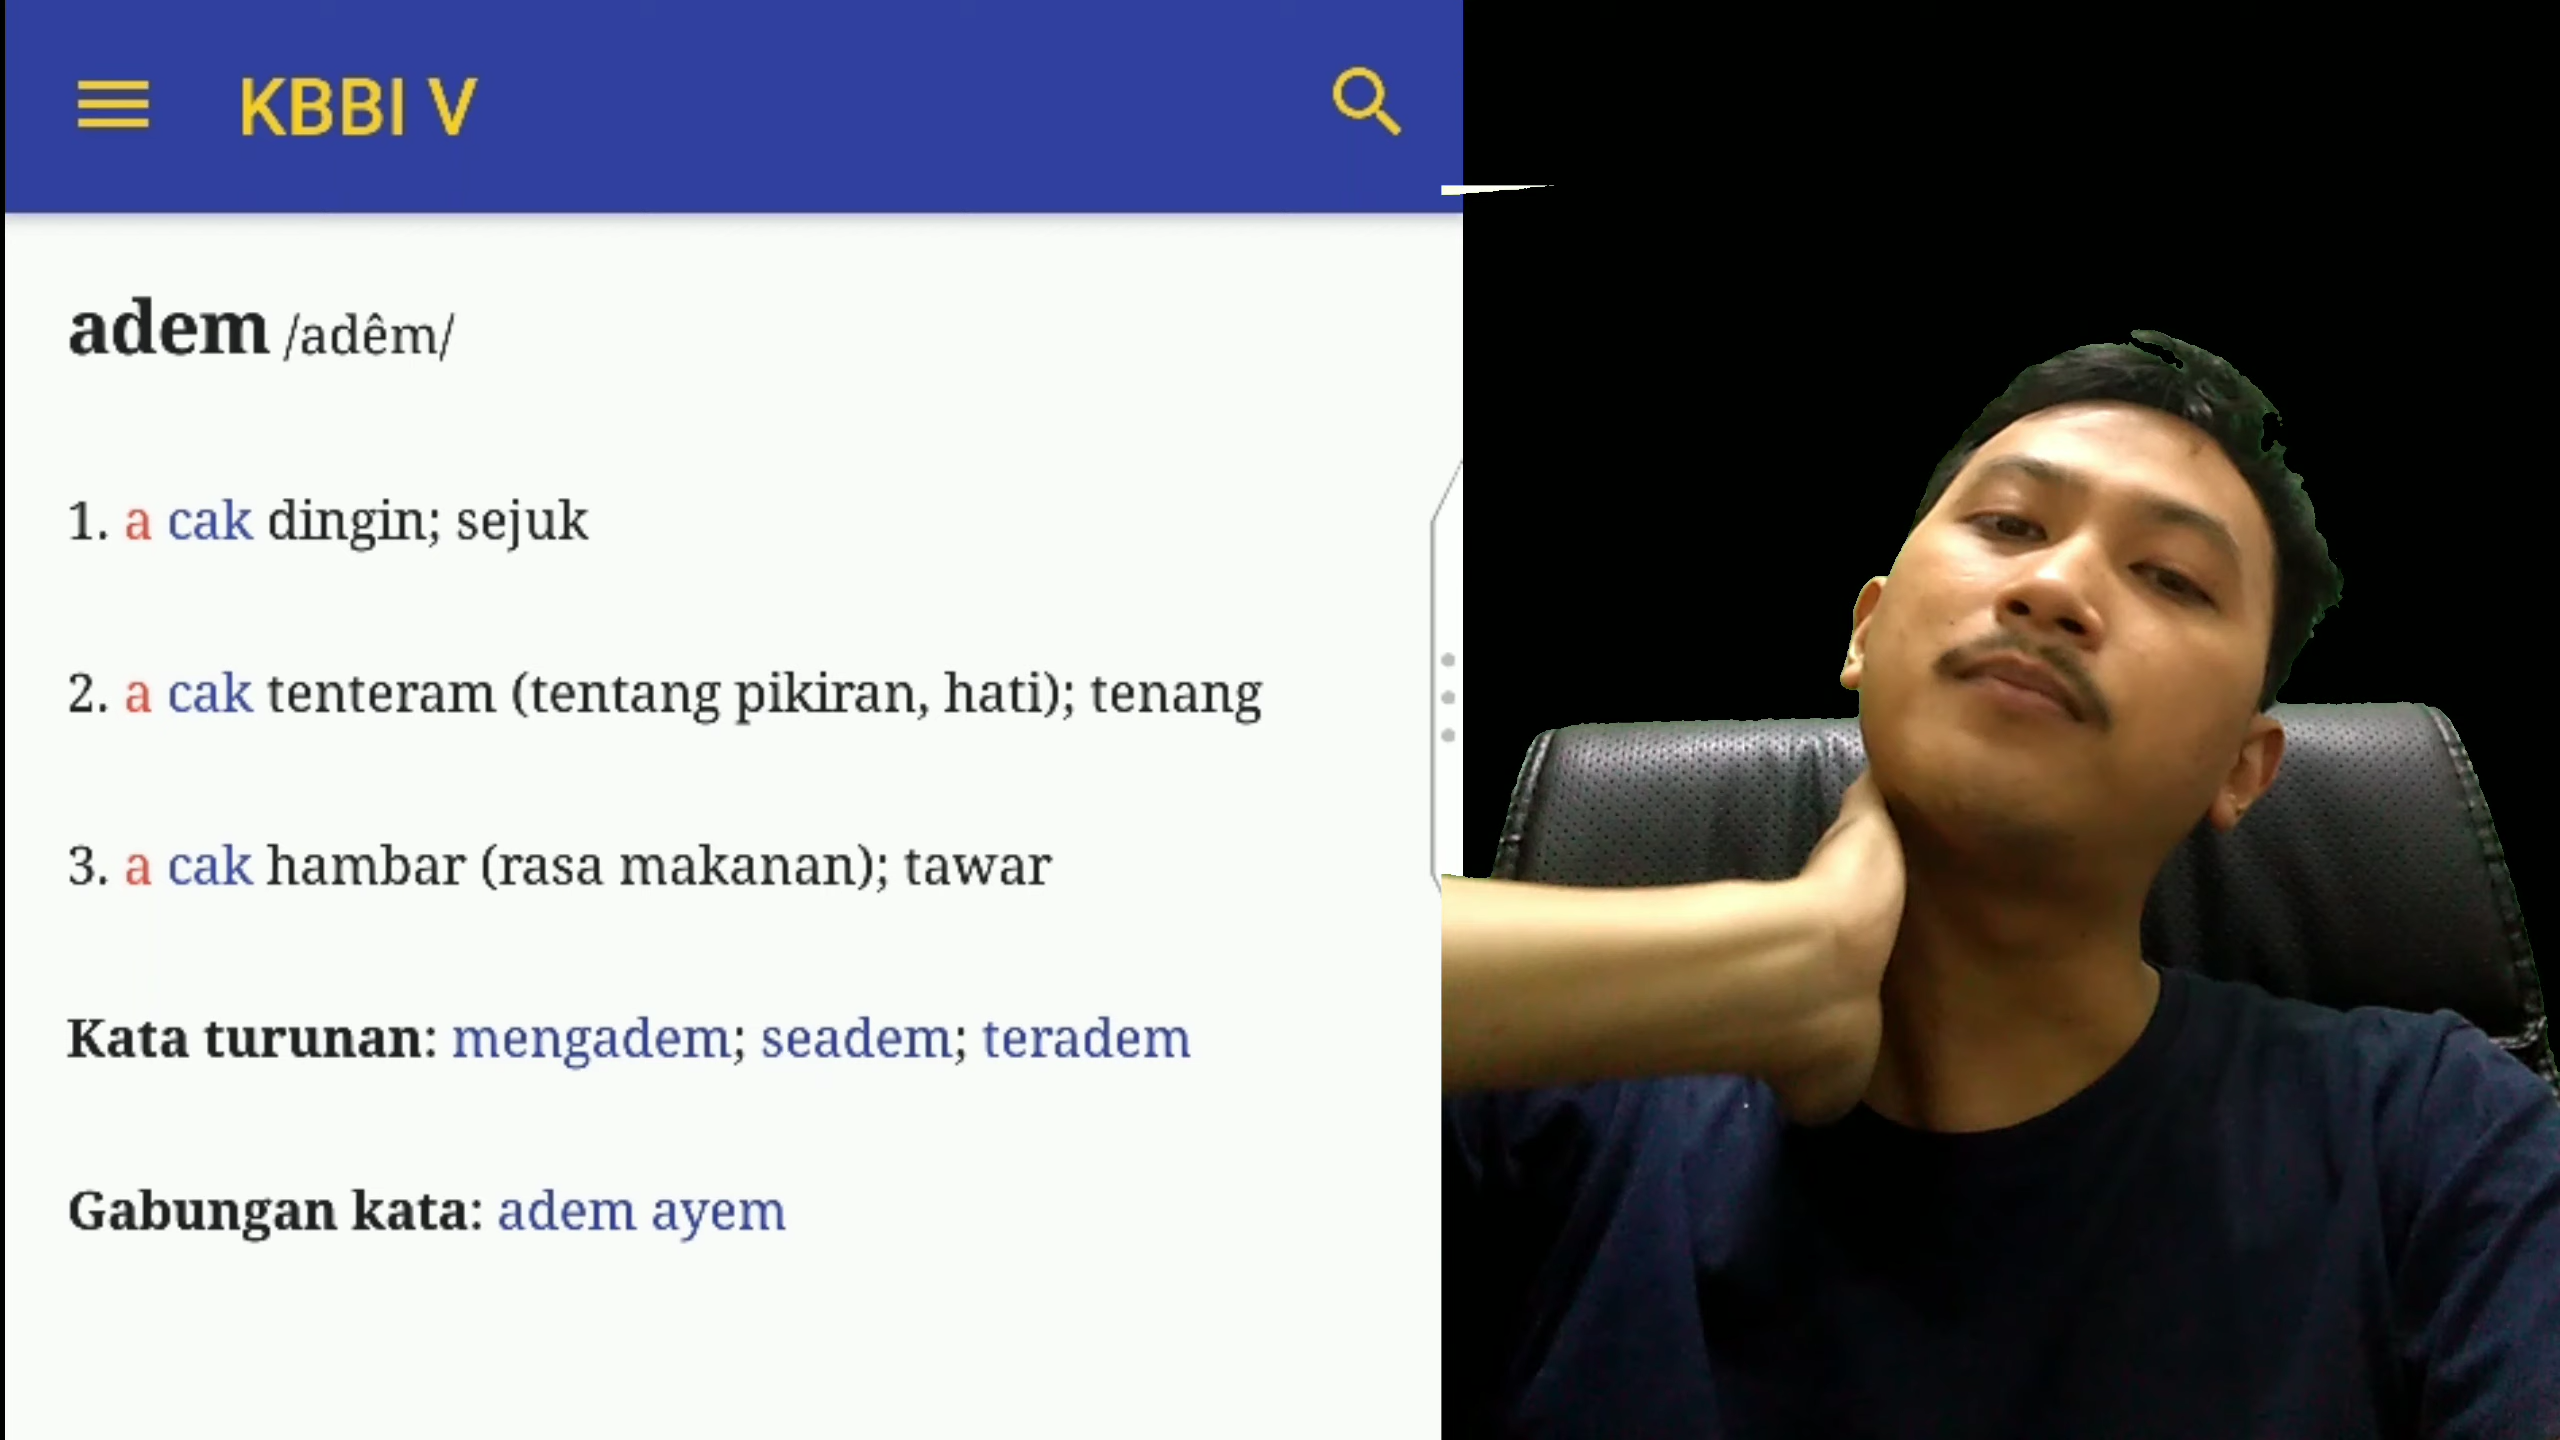 KBBI V
adem /adêm/
1. a cak dingin; sejuk
2. a cak tenteram (tentang pikiran, hati); tenang
3. a cak hambar (rasa makanan); tawar
Kata turunan: mengadem; seadem; teradem
Gabungan kata: adem ayem